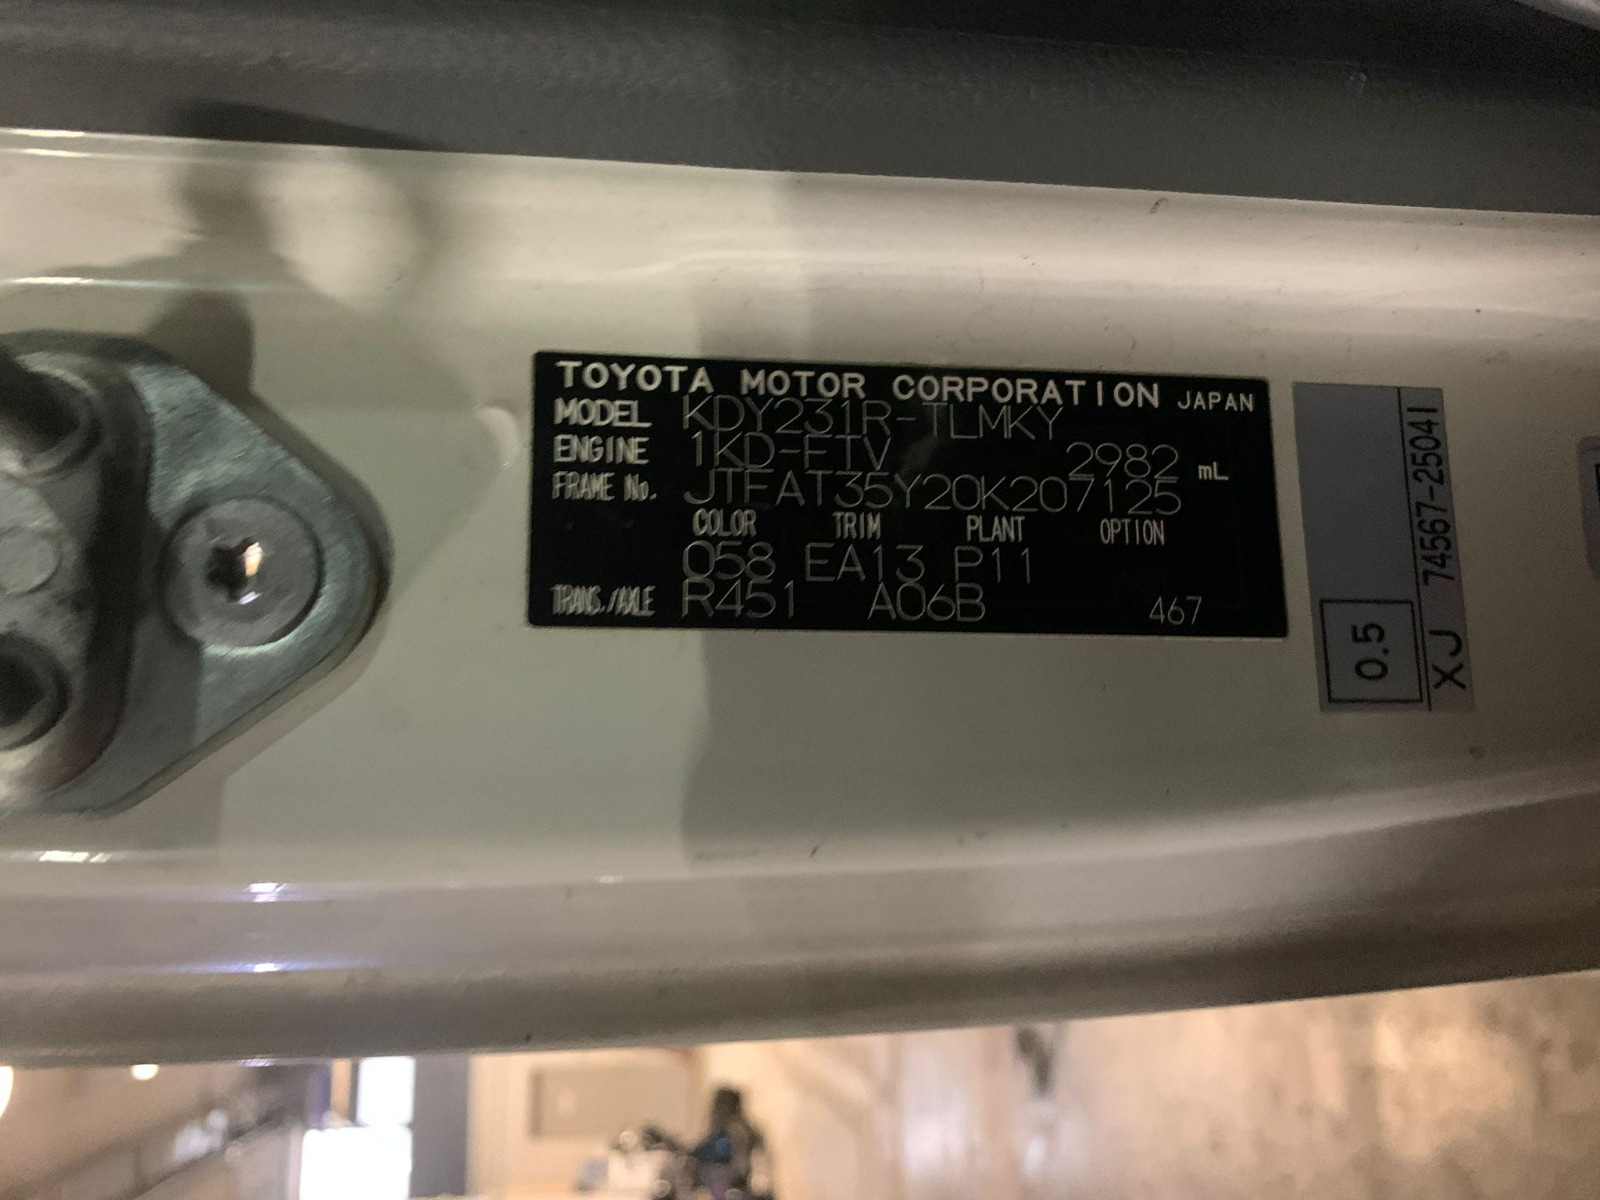 TOYOTA MOTOR CORPORATION JAPAN
MODEL KDY231R-TLMKY
ENGINE 1KD-FTV 2982 mL
FRAME No. JTFAT35Y20K207125
COLOR TRIM PLANT OPTION
058 EA13 P11
TRANS./AXLE R451 A06B 467
74567-25041
0.5
XJ